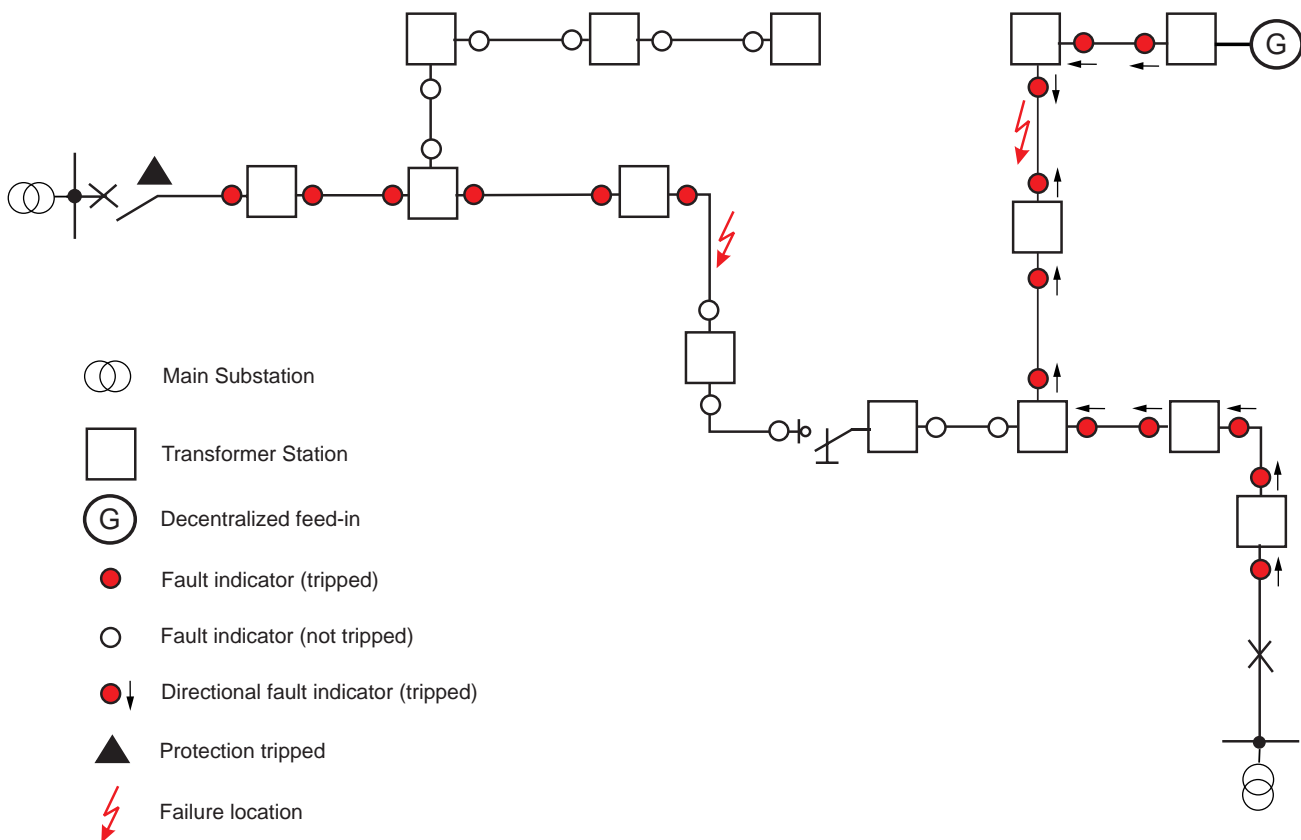 G
Main Substation
Transformer Station
G
Decentralized feed-in
Fault indicator (tripped)
Fault indicator (not tripped)
Directional fault indicator (tripped)
Protection tripped
Failure location